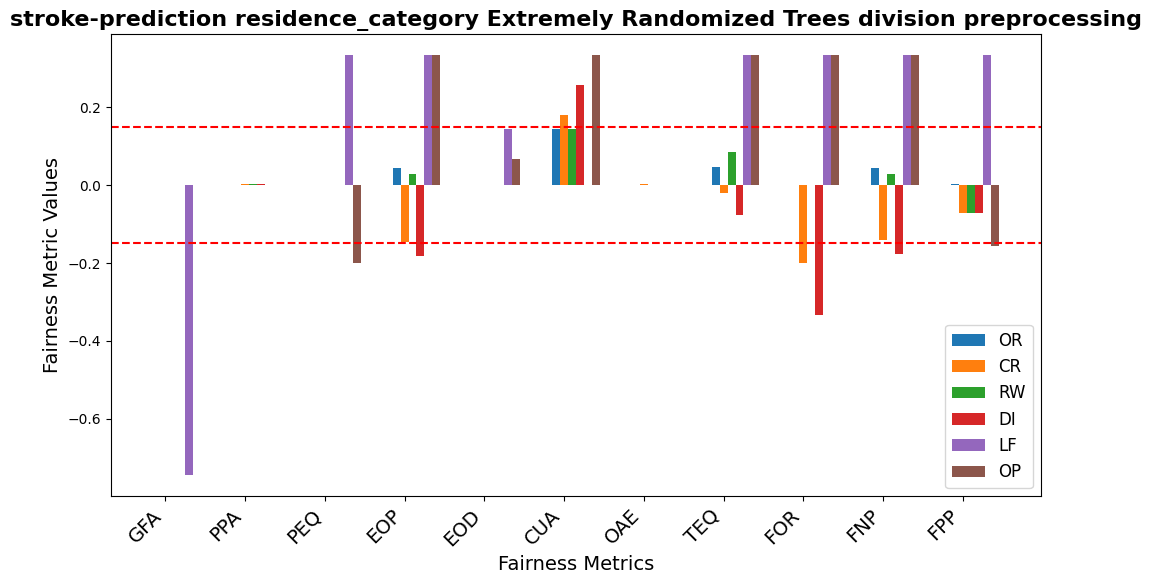 stroke-prediction residence_category Extremely Randomized Trees division preprocessing
Fairness Metric Values
0.2
0.0
−0.2
−0.4
−0.6
OR
CR
RW
DI
LF
OP
GFA
PPA
PEQ
EOP
EOD
CUA
OAE
TEQ
FOR
FNP
FPP
Fairness Metrics